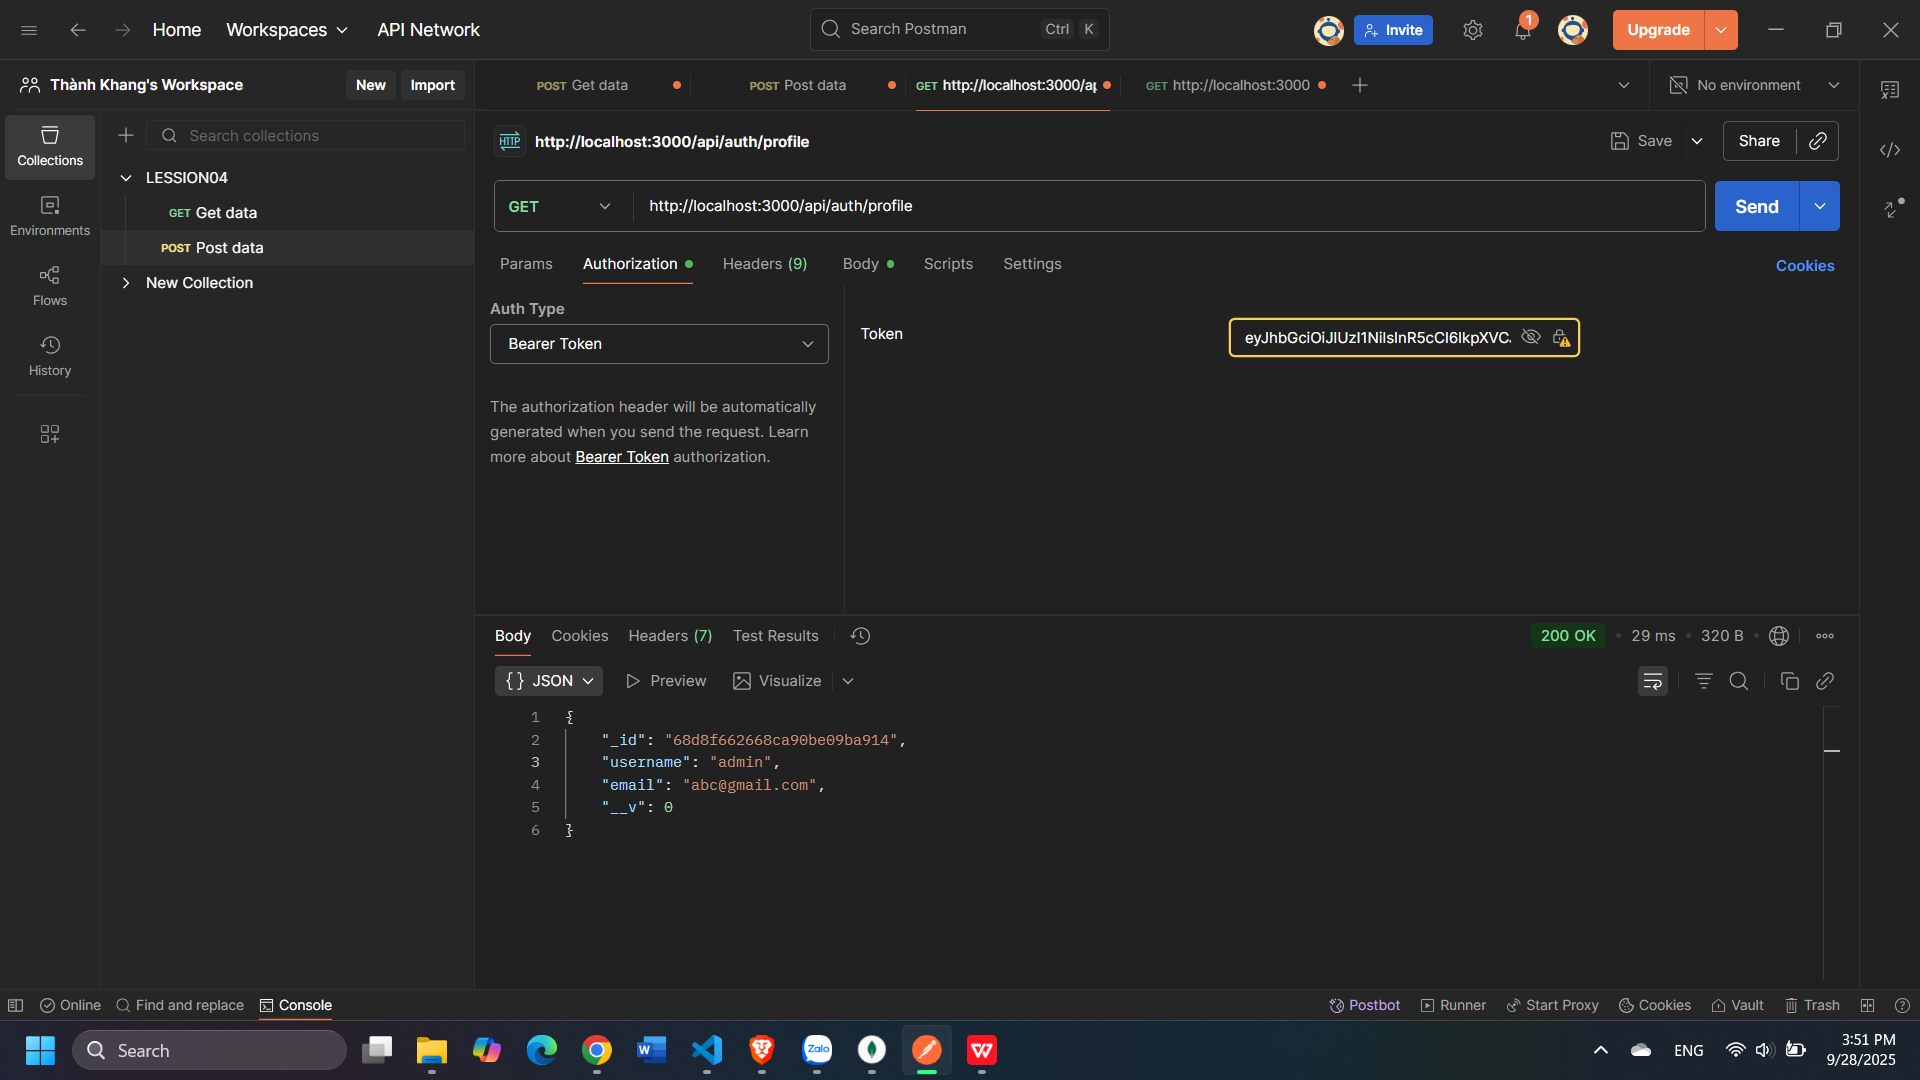 Home
Workspaces
API Network
Search Postman
Ctrl
K
Invite
1
Upgrade
Thành Khang's Workspace
New
Import
POST Get data
POST Post data
GET http://localhost:3000/ap
GET http://localhost:3000
No environment
Collections
Environments
Flows
History
Search collections
LESSION04
GET Get data
POST Post data
New Collection
HTTP
http://localhost:3000/api/auth/profile
Save
Share
GET
http://localhost:3000/api/auth/profile
Send
Params
Authorization
Headers (9)
Body
Scripts
Settings
Cookies
Auth Type
Bearer Token
The authorization header will be automatically
generated when you send the request. Learn
more about Bearer Token authorization.
Token
Body
Cookies
Headers (7)
Test Results
200 OK
29 ms
320 B
{} JSON
Preview
Visualize
1 {
2 "_id": "68d8f662668ca90be09ba914",
3 "username": "admin",
4 "email": "abc@gmail.com",
5 "__v": 0
6 }
Online
Find and replace
Console
Postbot
Runner
Start Proxy
Cookies
Vault
Trash
Search
Zalo
ENG
3:51 PM
9/28/2025